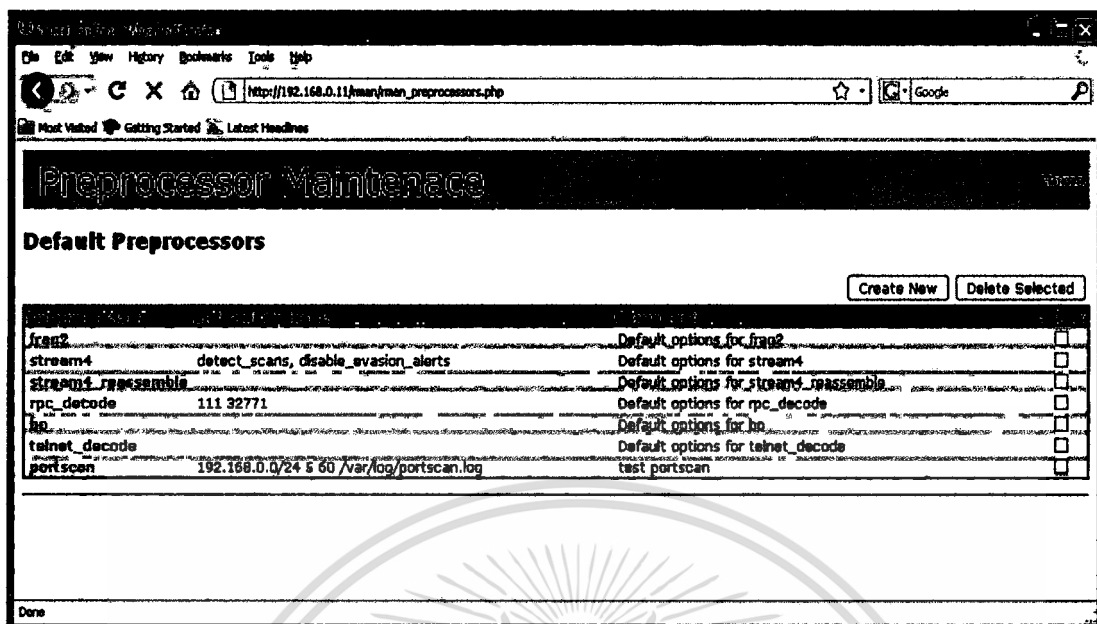 File Edit View History Bookmarks Tools Help
http://192.168.0.11/rman/rman_preprocessors.php
Google
Most Visited Getting Started Latest Headlines
Preprocessor Maintenace
Home
Default Preprocessors
Create New Delete Selected
frag2 Default options for frag2
stream4 detect_scans, disable_evasion_alerts Default options for stream4
stream4_reassemble Default options for stream4_reassemble
rpc_decode 111 32771 Default options for rpc_decode
bo Default options for bo
telnet_decode Default options for telnet_decode
portscan 192.168.0.0/24 5 60 /var/log/portscan.log test portscan
Done